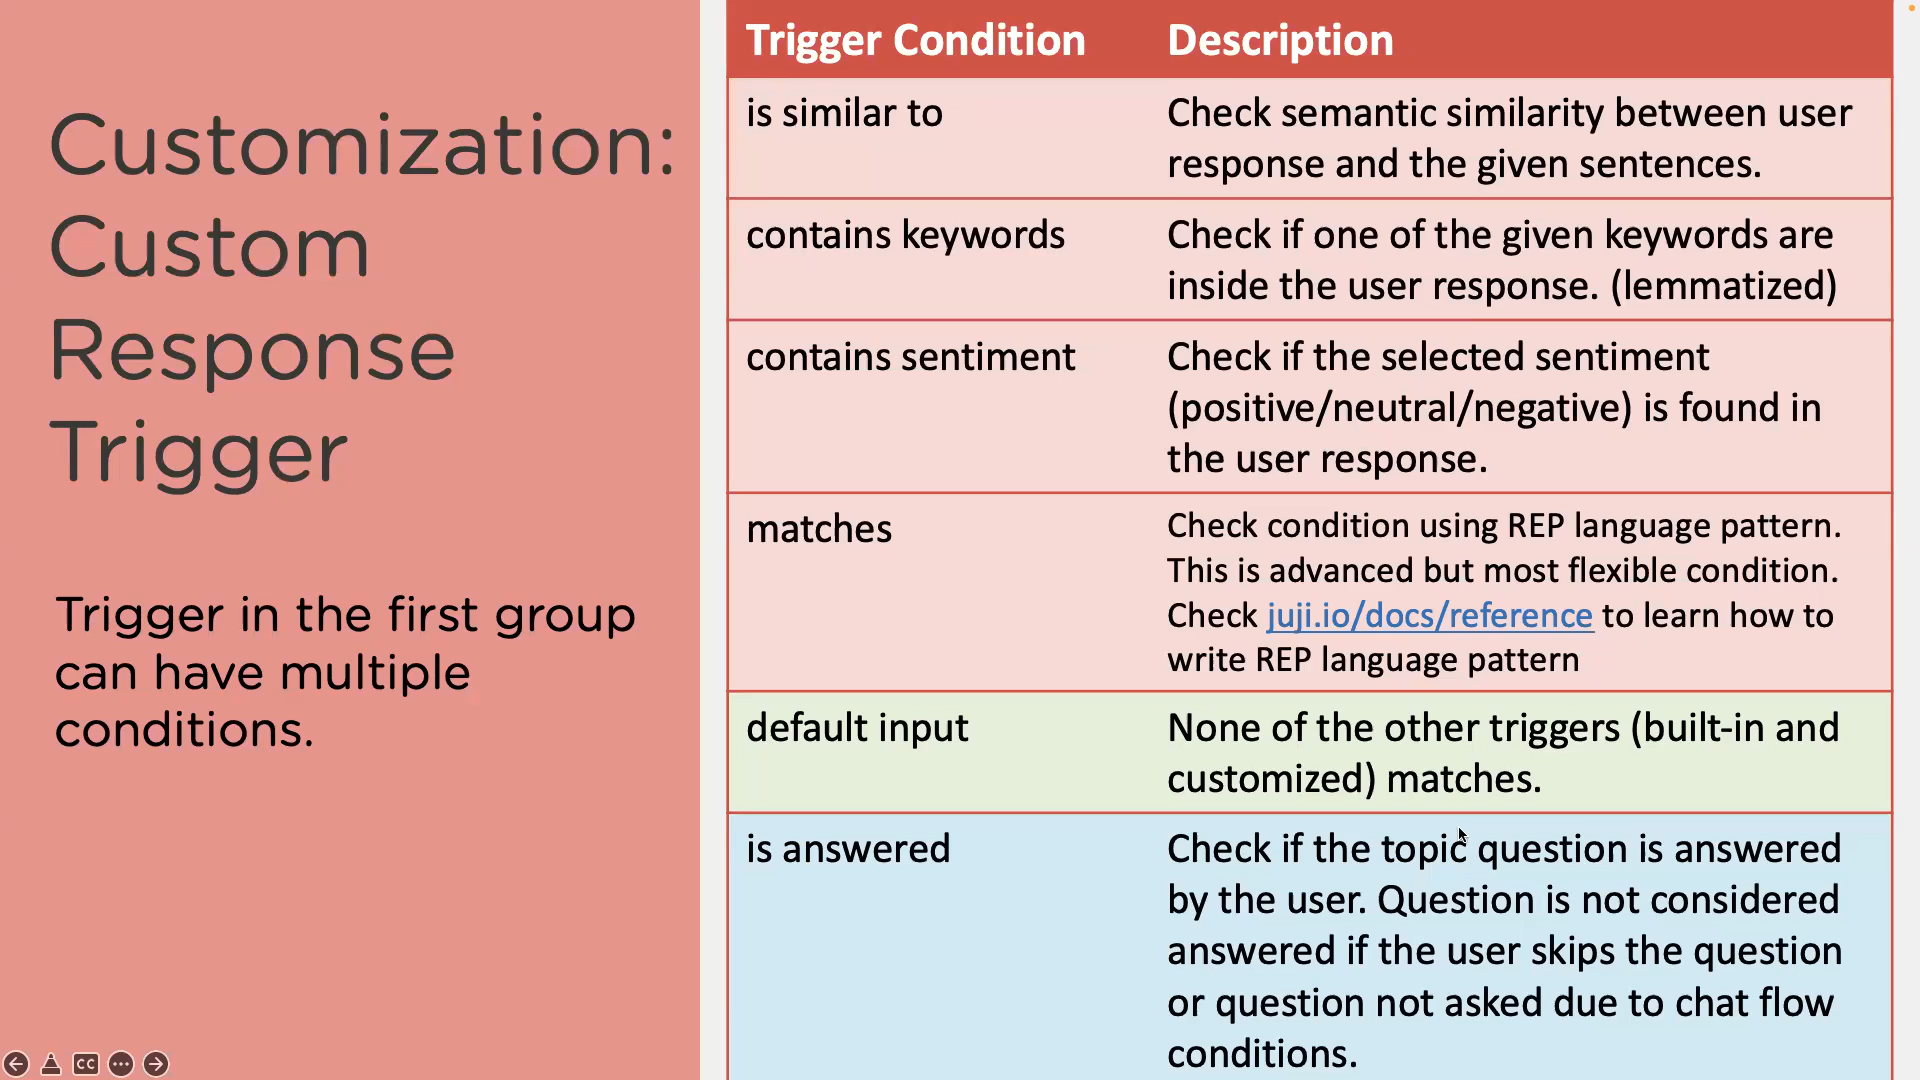 Customization:
Custom
Response
Trigger
Trigger in the first group
can have multiple
conditions.
Trigger Condition Description
is similar to Check semantic similarity between user
response and the given sentences.
contains keywords Check if one of the given keywords are
inside the user response. (lemmatized)
contains sentiment Check if the selected sentiment
(positive/neutral/negative) is found in
the user response.
matches Check condition using REP language pattern.
This is advanced but most flexible condition.
Check juji.io/docs/reference to learn how to
write REP language pattern
default input None of the other triggers (built-in and
customized) matches.
is answered Check if the topic question is answered
by the user. Question is not considered
answered if the user skips the question
or question not asked due to chat flow
conditions.
CC